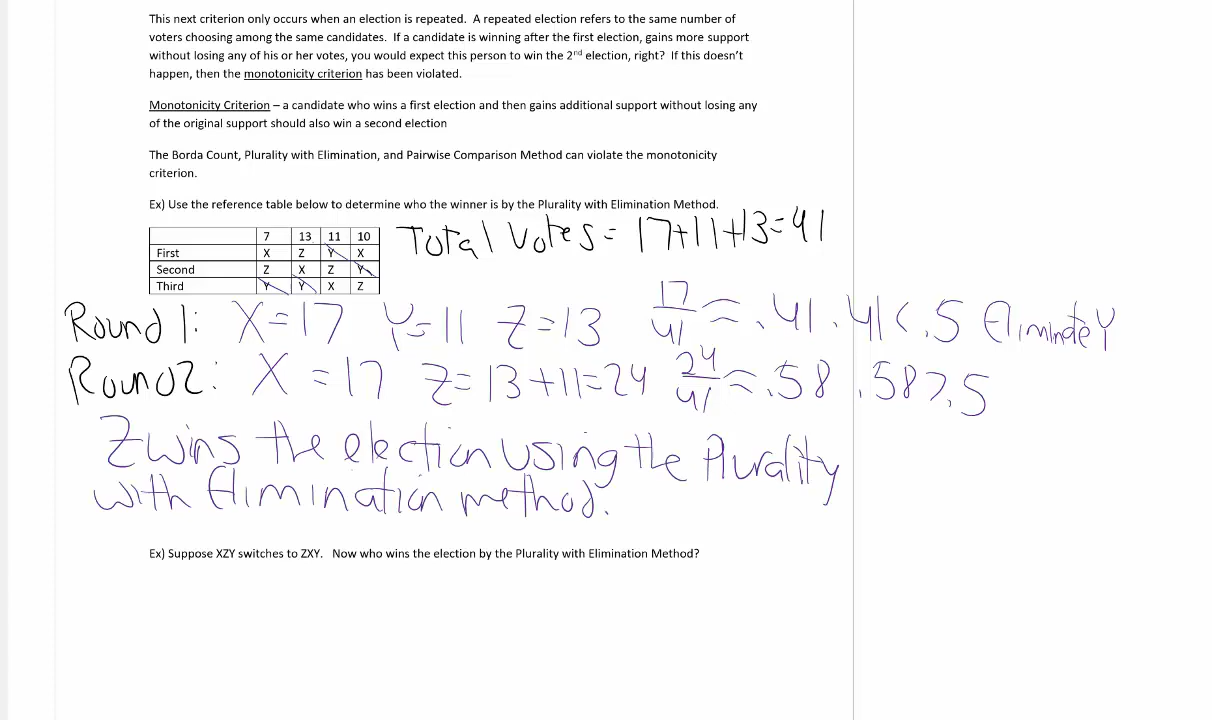 This next criterion only occurs when an election is repeated. A repeated election refers to the same number of
voters choosing among the same candidates. If a candidate is winning after the first election, gains more support
without losing any of his or her votes, you would expect this person to win the 2nd election, right? If this doesn't
happen, then the monotonicity criterion has been violated.
Monotonicity Criterion – a candidate who wins a first election and then gains additional support without losing any
of the original support should also win a second election
The Borda Count, Plurality with Elimination, and Pairwise Comparison Method can violate the monotonicity
criterion.
Ex) Use the reference table below to determine who the winner is by the Plurality with Elimination Method.
Total Votes = 17+11+13=41
7 13 11 10
First X Z Y X
Second Z X Z Y
Third Y Y X Z
Round 1: X=17 Y=11 Z=13 17/41 ≈ .41 .41 < .5 Eliminate Y
Round 2: X = 17 Z= 13+11=24 24/41 ≈ .58 .58 > .5
Z wins the election using the Plurality
with Elimination method.
Ex) Suppose XZY switches to ZXY. Now who wins the election by the Plurality with Elimination Method?